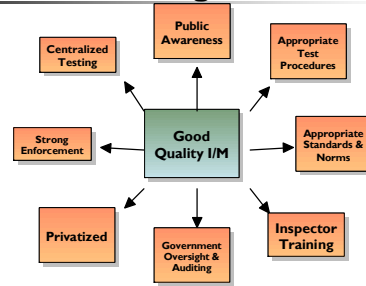 Public
Awareness
Centralized
Testing
Appropriate
Test
Procedures
Good
Quality I/M
Strong
Enforcement
Appropriate
Standards &
Norms
Privatized
Government
Oversight &
Auditing
Inspector
Training